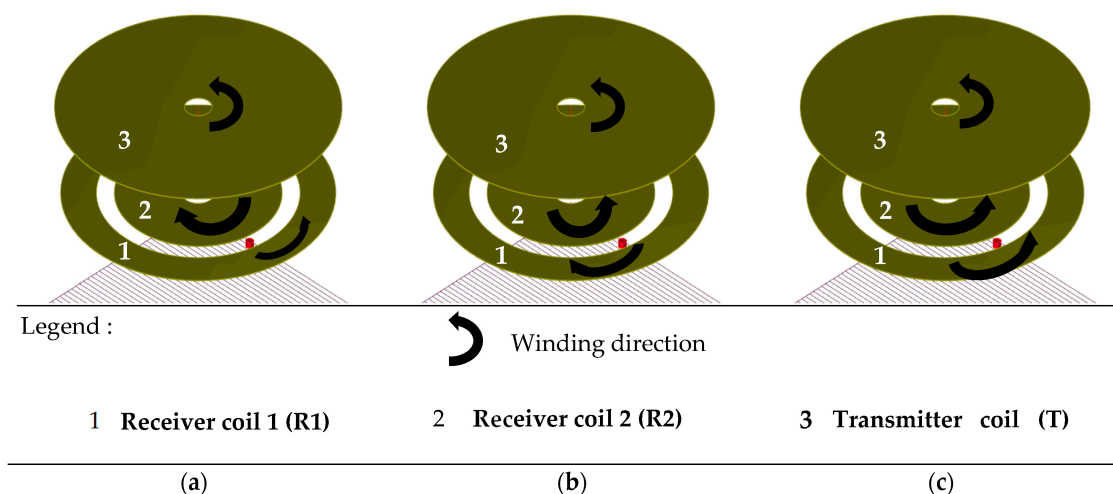 3
3
3
2
2
2
1
1
1
Legend :
Winding direction
1 Receiver coil 1 (R1)
2 Receiver coil 2 (R2)
3 Transmitter coil (T)
(a)
(b)
(c)